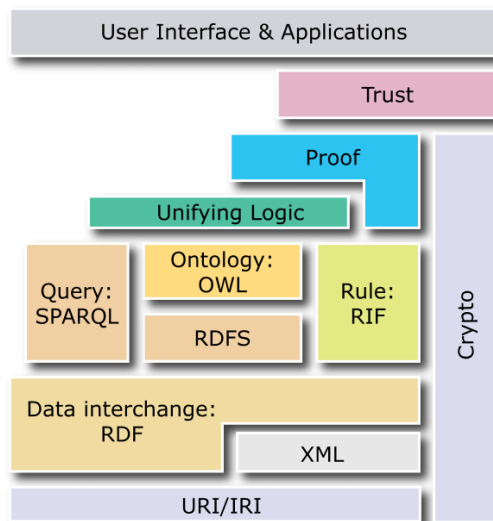 User Interface & Applications
Trust
Proof
Unifying Logic
Query:
SPARQL
Ontology:
OWL
RDFS
Rule:
RIF
Crypto
Data interchange:
RDF
XML
URI/IRI